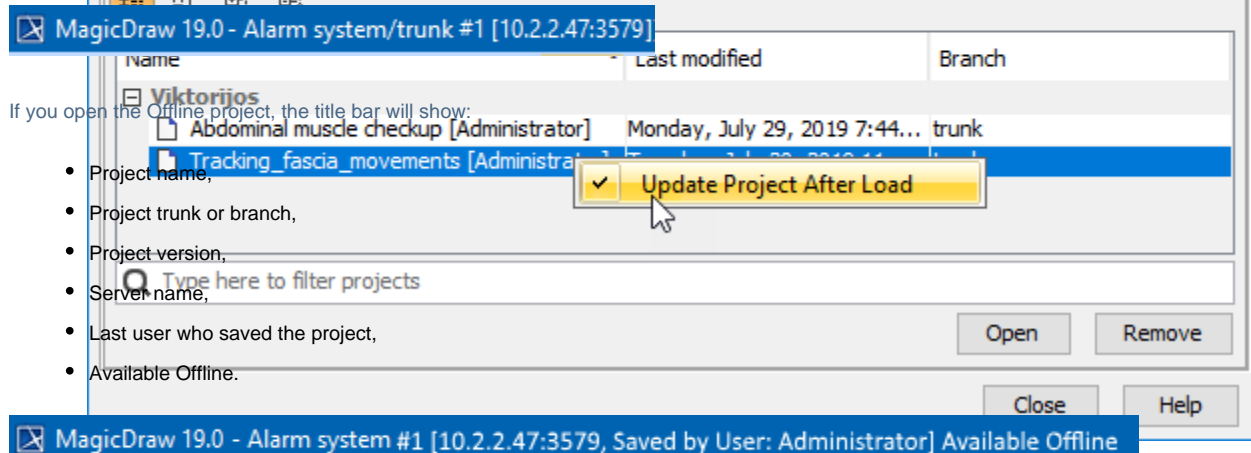 MagicDraw 19.0 - Alarm system/trunk #1 [10.2.2.47:3579]
Name Last modified Branch
Viktorijos
If you open the Offline project, the title bar will show:
Abdominal muscle checkup [Administrator] Monday, July 29, 2019 7:44... trunk
Tracking_fascia_movements [Administra
Project name,
Update Project After Load
Project trunk or branch,
Project version,
Type here to filter projects
Server name,
Last user who saved the project,
Open Remove
Available Offline.
Close Help
MagicDraw 19.0 - Alarm system #1 [10.2.2.47:3579, Saved by User: Administrator] Available Offline